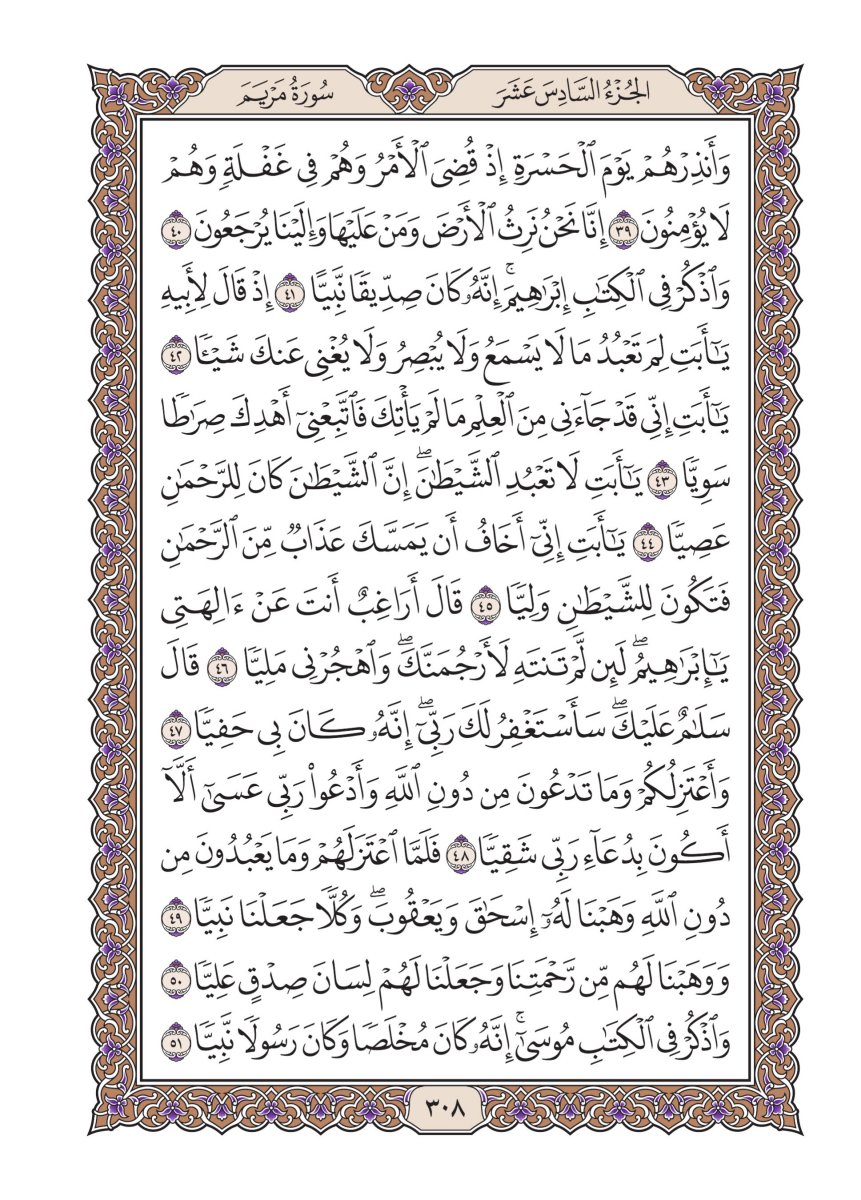 الجُزْءُ السَّادِسَ عَشَرَ
سُورَةُ مَرْيَمَ
وَأَنذِرْهُمْ يَوْمَ ٱلْحَسْرَةِ إِذْ قُضِيَ ٱلْأَمْرُ وَهُمْ فِي غَفْلَةٍ وَهُمْ
لَا يُؤْمِنُونَ ٣٩ إِنَّا نَحْنُ نَرِثُ ٱلْأَرْضَ وَمَنْ عَلَيْهَا وَإِلَيْنَا يُرْجَعُونَ ٤٠
وَٱذْكُرْ فِي ٱلْكِتَٰبِ إِبْرَٰهِيمَۚ إِنَّهُۥ كَانَ صِدِّيقٗا نَّبِيًّا ٤١ إِذْ قَالَ لِأَبِيهِ
يَٰٓأَبَتِ لِمَ تَعْبُدُ مَا لَا يَسْمَعُ وَلَا يُبْصِرُ وَلَا يُغْنِي عَنكَ شَيْـٔٗا ٤٢
يَٰٓأَبَتِ إِنِّي قَدْ جَآءَنِي مِنَ ٱلْعِلْمِ مَا لَمْ يَأْتِكَ فَٱتَّبِعْنِيٓ أَهْدِكَ صِرَٰطٗا
سَوِيّٗا ٤٣ يَٰٓأَبَتِ لَا تَعْبُدِ ٱلشَّيْطَٰنَۖ إِنَّ ٱلشَّيْطَٰنَ كَانَ لِلرَّحْمَٰنِ
عَصِيّٗا ٤٤ يَٰٓأَبَتِ إِنِّيٓ أَخَافُ أَن يَمَسَّكَ عَذَابٌ مِّنَ ٱلرَّحْمَٰنِ
فَتَكُونَ لِلشَّيْطَٰنِ وَلِيّٗا ٤٥ قَالَ أَرَاغِبٌ أَنتَ عَنْ ءَالِهَتِي
يَٰٓإِبْرَٰهِيمُۖ لَئِن لَّمْ تَنتَهِ لَأَرْجُمَنَّكَۖ وَٱهْجُرْنِي مَلِيّٗا ٤٦ قَالَ
سَلَٰمٌ عَلَيْكَۖ سَأَسْتَغْفِرُ لَكَ رَبِّيٓۖ إِنَّهُۥ كَانَ بِي حَفِيّٗا ٤٧
وَأَعْتَزِلُكُمْ وَمَا تَدْعُونَ مِن دُونِ ٱللَّهِ وَأَدْعُواْ رَبِّي عَسَىٰٓ أَلَّآ
أَكُونَ بِدُعَآءِ رَبِّي شَقِيّٗا ٤٨ فَلَمَّا ٱعْتَزَلَهُمْ وَمَا يَعْبُدُونَ مِن
دُونِ ٱللَّهِ وَهَبْنَا لَهُۥٓ إِسْحَٰقَ وَيَعْقُوبَۖ وَكُلّٗا جَعَلْنَا نَبِيّٗا ٤٩
وَوَهَبْنَا لَهُم مِّن رَّحْمَتِنَا وَجَعَلْنَا لَهُمْ لِسَانَ صِدْقٍ عَلِيّٗا ٥٠
وَٱذْكُرْ فِي ٱلْكِتَٰبِ مُوسَىٰٓۚ إِنَّهُۥ كَانَ مُخْلَصٗا وَكَانَ رَسُولٗا نَّبِيّٗا ٥١
٣٠٨